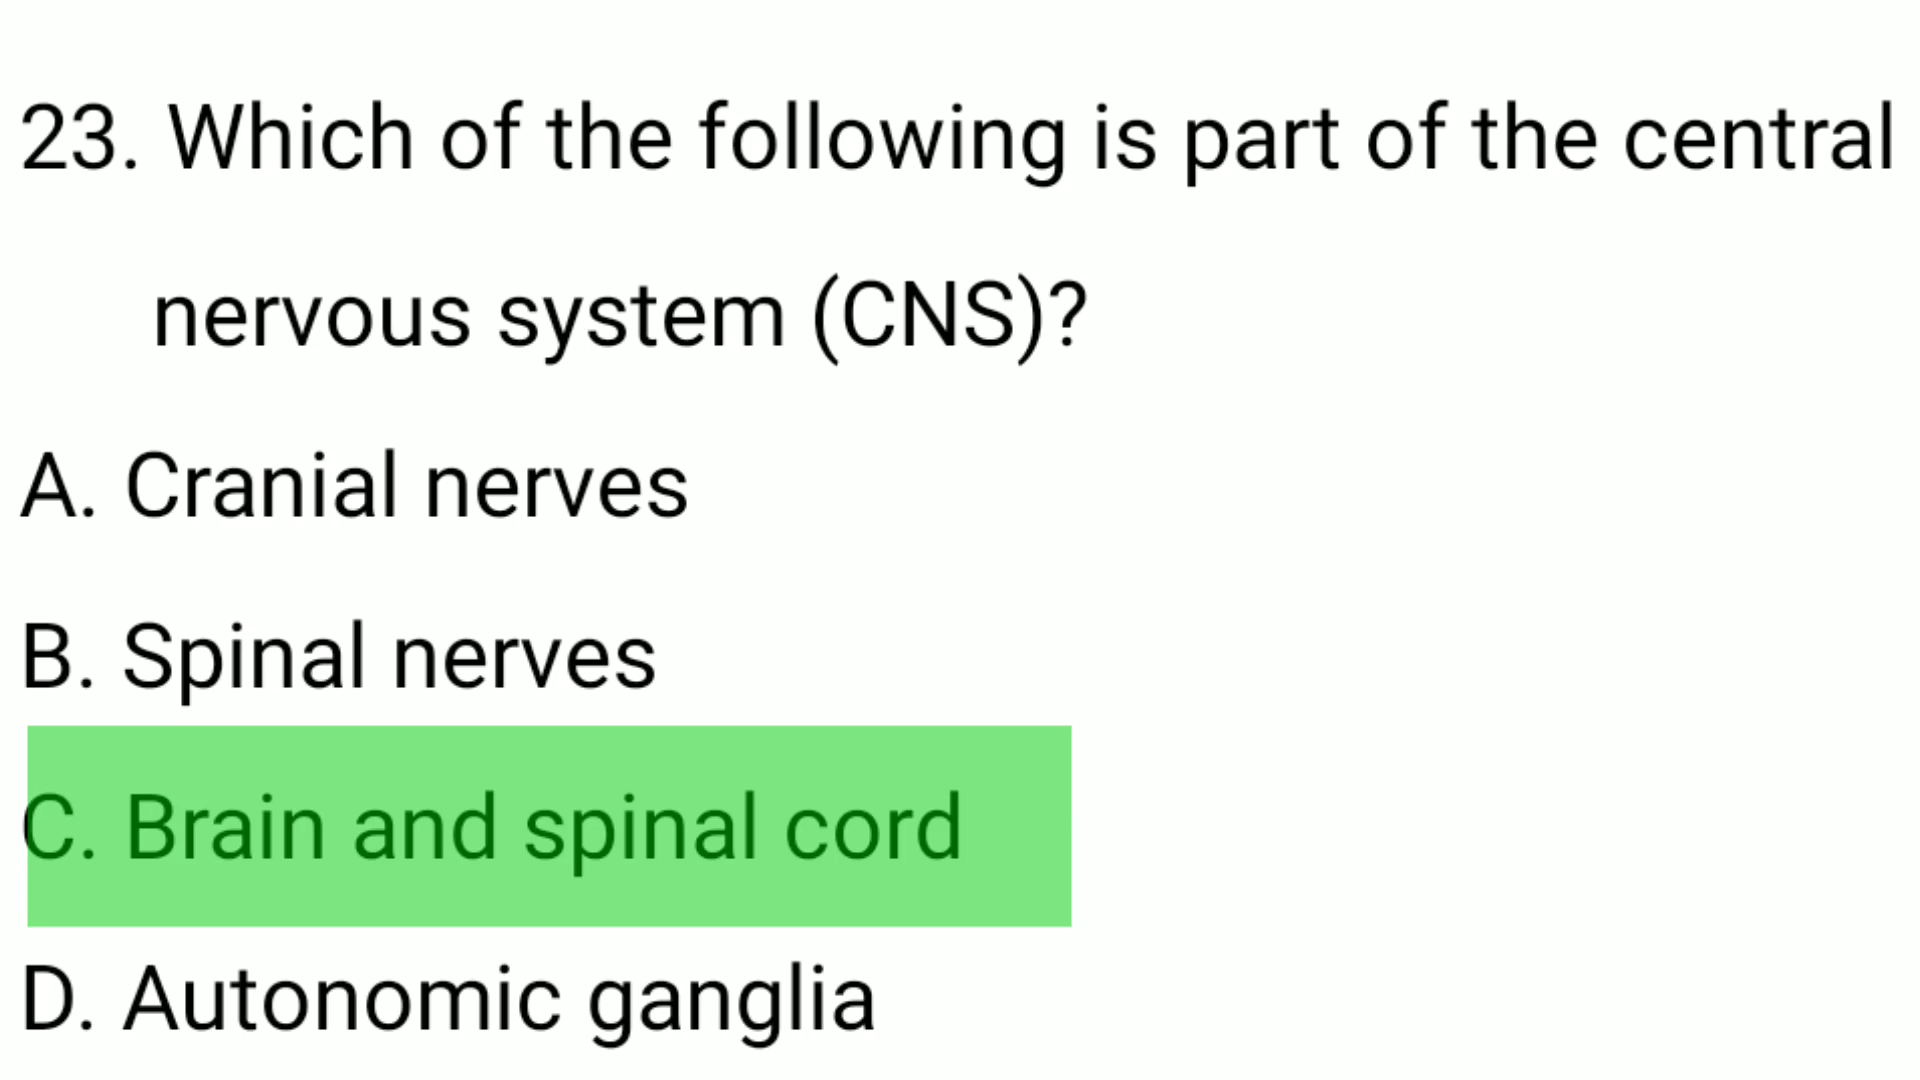 23. Which of the following is part of the central
nervous system (CNS)?
A. Cranial nerves
B. Spinal nerves
C. Brain and spinal cord
D. Autonomic ganglia